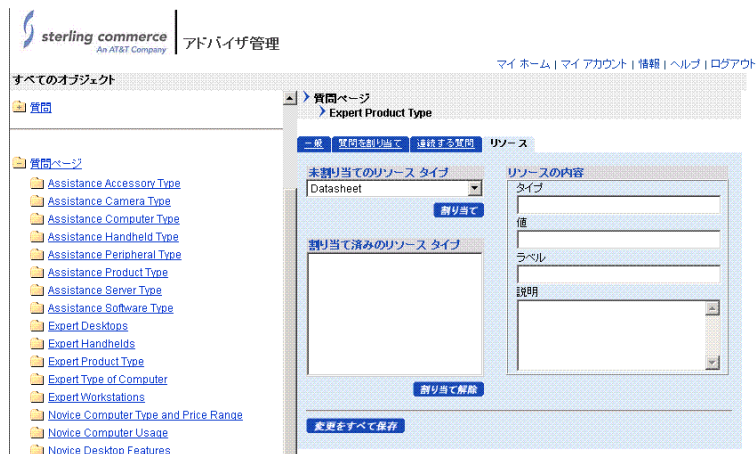 sterling commerce
An AT&T Company
アドバイザ管理
マイ ホーム | マイ アカウント | 情報 | ヘルプ | ログアウト
すべてのオブジェクト
質問
質問ページ
Assistance Accessory Type
Assistance Camera Type
Assistance Computer Type
Assistance Handheld Type
Assistance Peripheral Type
Assistance Product Type
Assistance Server Type
Assistance Software Type
Expert Desktops
Expert Handhelds
Expert Product Type
Expert Type of Computer
Expert Workstations
Novice Computer Type and Price Range
Novice Computer Usage
Novice Desktop Features
質問ページ
Expert Product Type
一般
質問を割り当て
連続する質問
リソース
未割り当てのリソース タイプ
Datasheet
割り当て
割り当て済みのリソース タイプ
割り当て解除
リソースの内容
タイプ
値
ラベル
説明
変更をすべて保存